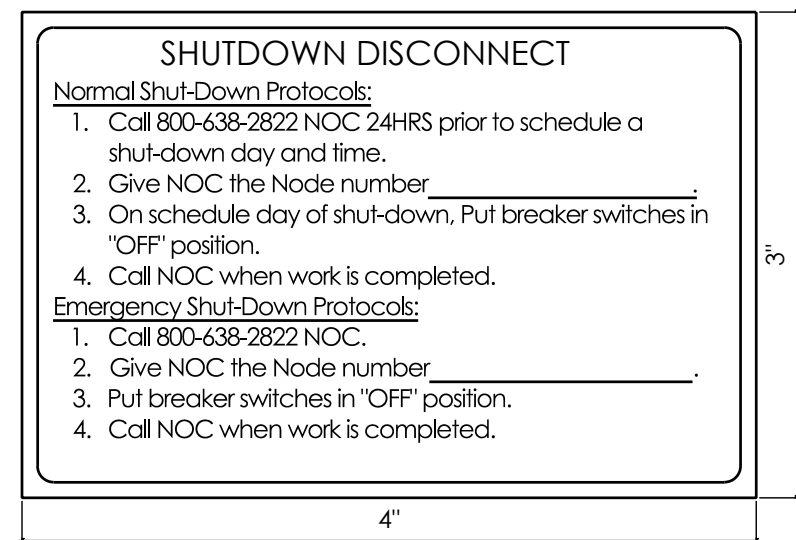 SHUTDOWN DISCONNECT
Normal Shut-Down Protocols:
1. Call 800-638-2822 NOC 24HRS prior to schedule a
shut-down day and time.
2. Give NOC the Node number____________________.
3. On schedule day of shut-down, Put breaker switches in
"OFF" position.
4. Call NOC when work is completed.
Emergency Shut-Down Protocols:
1. Call 800-638-2822 NOC.
2. Give NOC the Node number____________________.
3. Put breaker switches in "OFF" position.
4. Call NOC when work is completed.
3"
4"